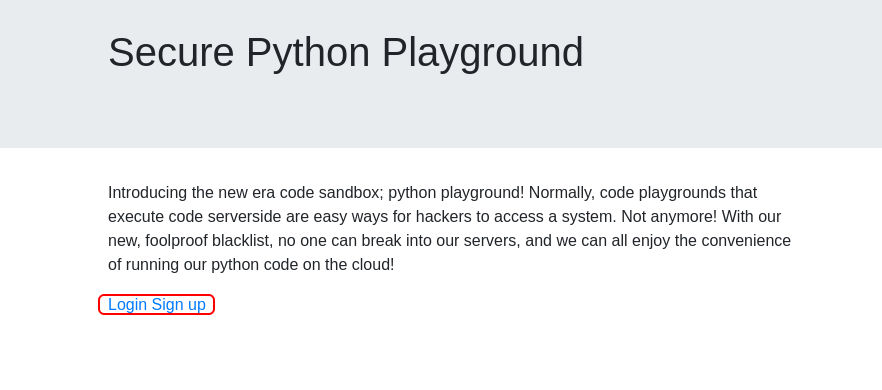 Secure Python Playground
Introducing the new era code sandbox; python playground! Normally, code playgrounds that
execute code serverside are easy ways for hackers to access a system. Not anymore! With our
new, foolproof blacklist, no one can break into our servers, and we can all enjoy the convenience
of running our python code on the cloud!
Login Sign up